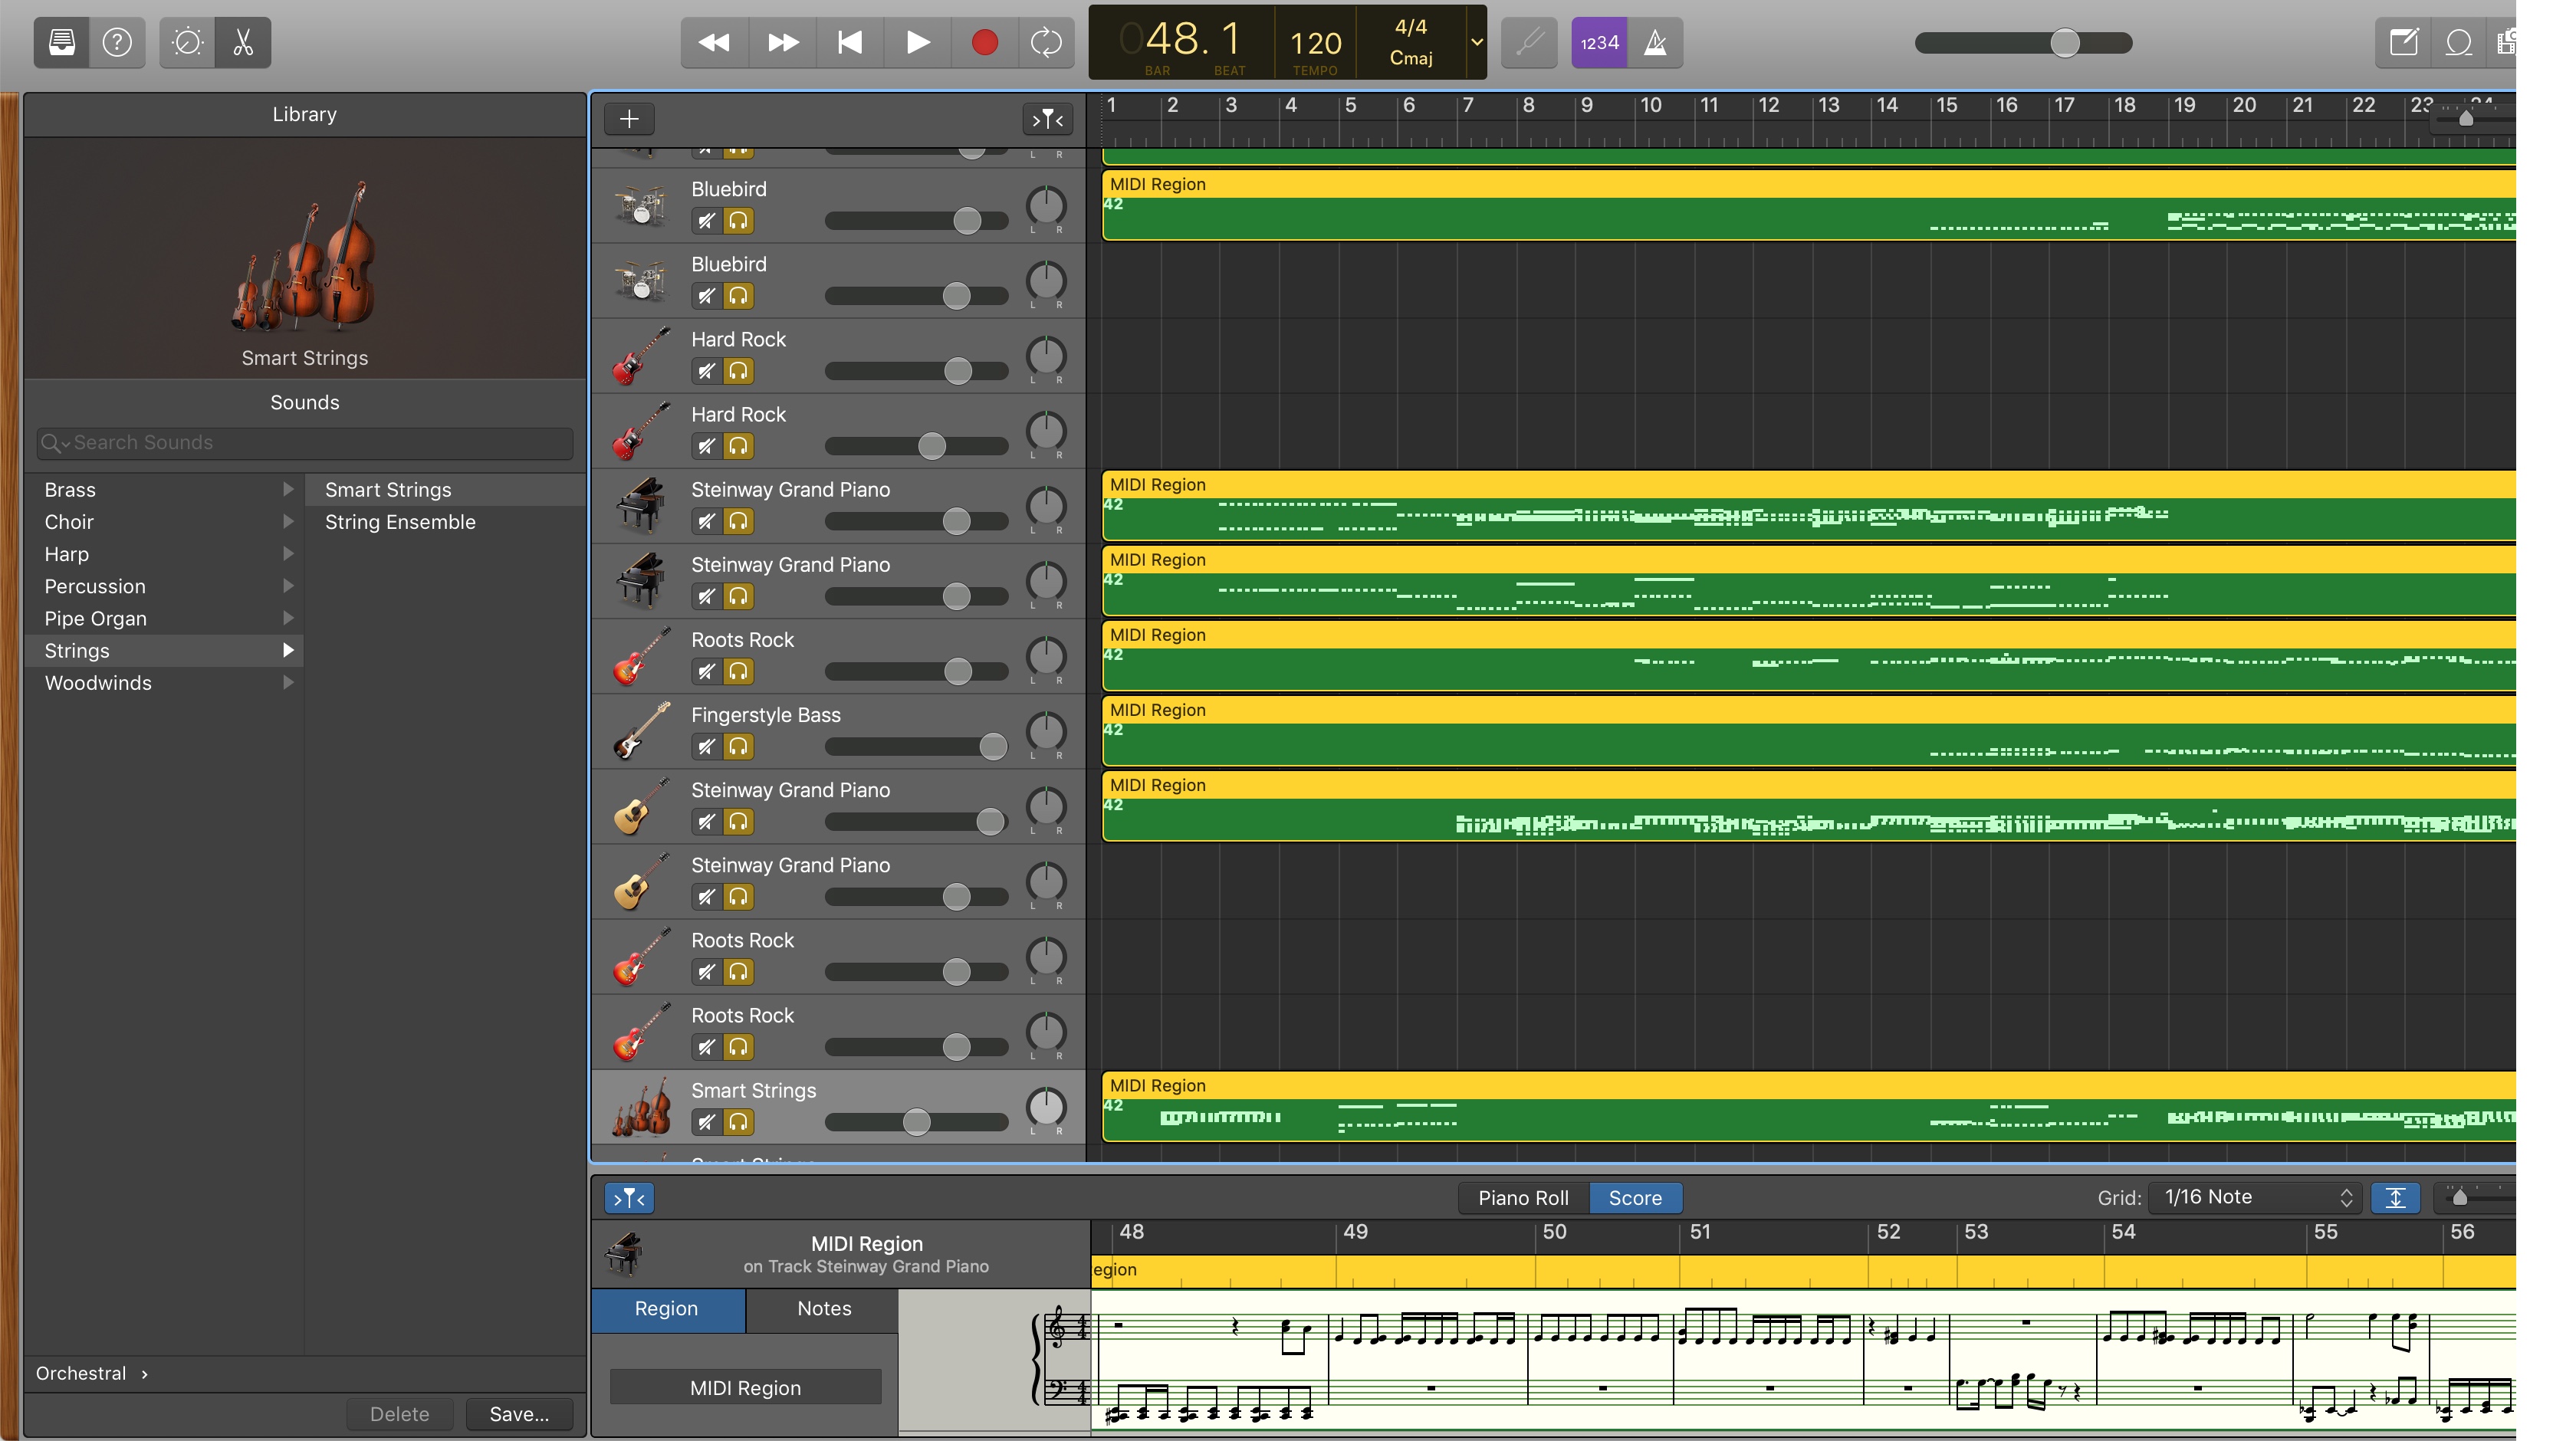 048. 1
BAR BEAT
120
TEMPO
4/4
Cmaj
1234
Library
Smart Strings
Sounds
Search Sounds
Brass
Choir
Harp
Percussion
Pipe Organ
Strings
Woodwinds
Smart Strings
String Ensemble
Orchestral ›
Delete Save...
1 2 3 4 5 6 7 8 9 10 11 12 13 14 15 16 17 18 19 20 21 22 23 24
L R
Bluebird
L R
MIDI Region
42
Bluebird
L R
Hard Rock
L R
Hard Rock
L R
Steinway Grand Piano
L R
MIDI Region
42
Steinway Grand Piano
L R
MIDI Region
42
Roots Rock
L R
MIDI Region
42
Fingerstyle Bass
L R
MIDI Region
42
Steinway Grand Piano
L R
MIDI Region
42
Steinway Grand Piano
L R
Roots Rock
L R
Roots Rock
L R
Smart Strings
L R
MIDI Region
42
Smart Strings
Piano Roll Score
Grid: 1/16 Note
48 49 50 51 52 53 54 55 56
MIDI Region
on Track Steinway Grand Piano
egion
Region Notes
MIDI Region